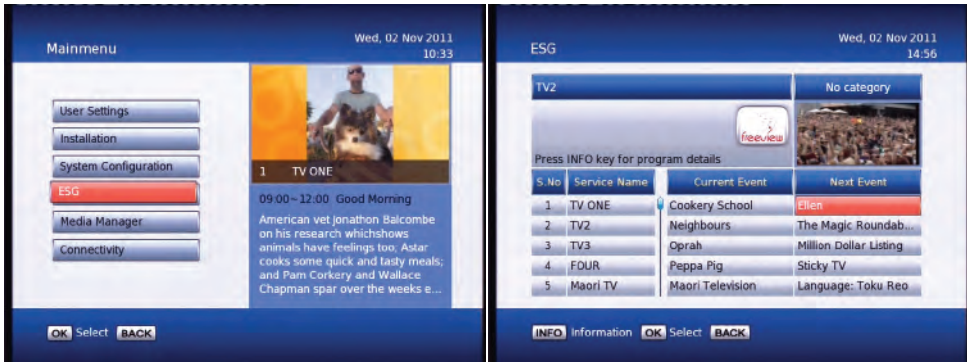 Mainmenu
Wed, 02 Nov 2011
10:33
User Settings
Installation
System Configuration
ESG
Media Manager
Connectivity
1 TV ONE
09:00~12:00 Good Morning
American vet Jonathon Balcombe
on his research whichshows
animals have feelings too, Astar
cooks some quick and tasty meals;
and Pam Corkery and Wallace
Chapman spar over the weeks e...
OK Select BACK
ESG
Wed, 02 Nov 2011
14:56
TV2
No category
freeview
Press INFO key for program details
S.No Service Name Current Event Next Event
1 TV ONE Cookery School Ellen
2 TV2 Neighbours The Magic Roundab...
3 TV3 Oprah Million Dollar Listing
4 FOUR Peppa Pig Sticky TV
5 Maori TV Maori Television Language: Toku Reo
INFO Information OK Select BACK